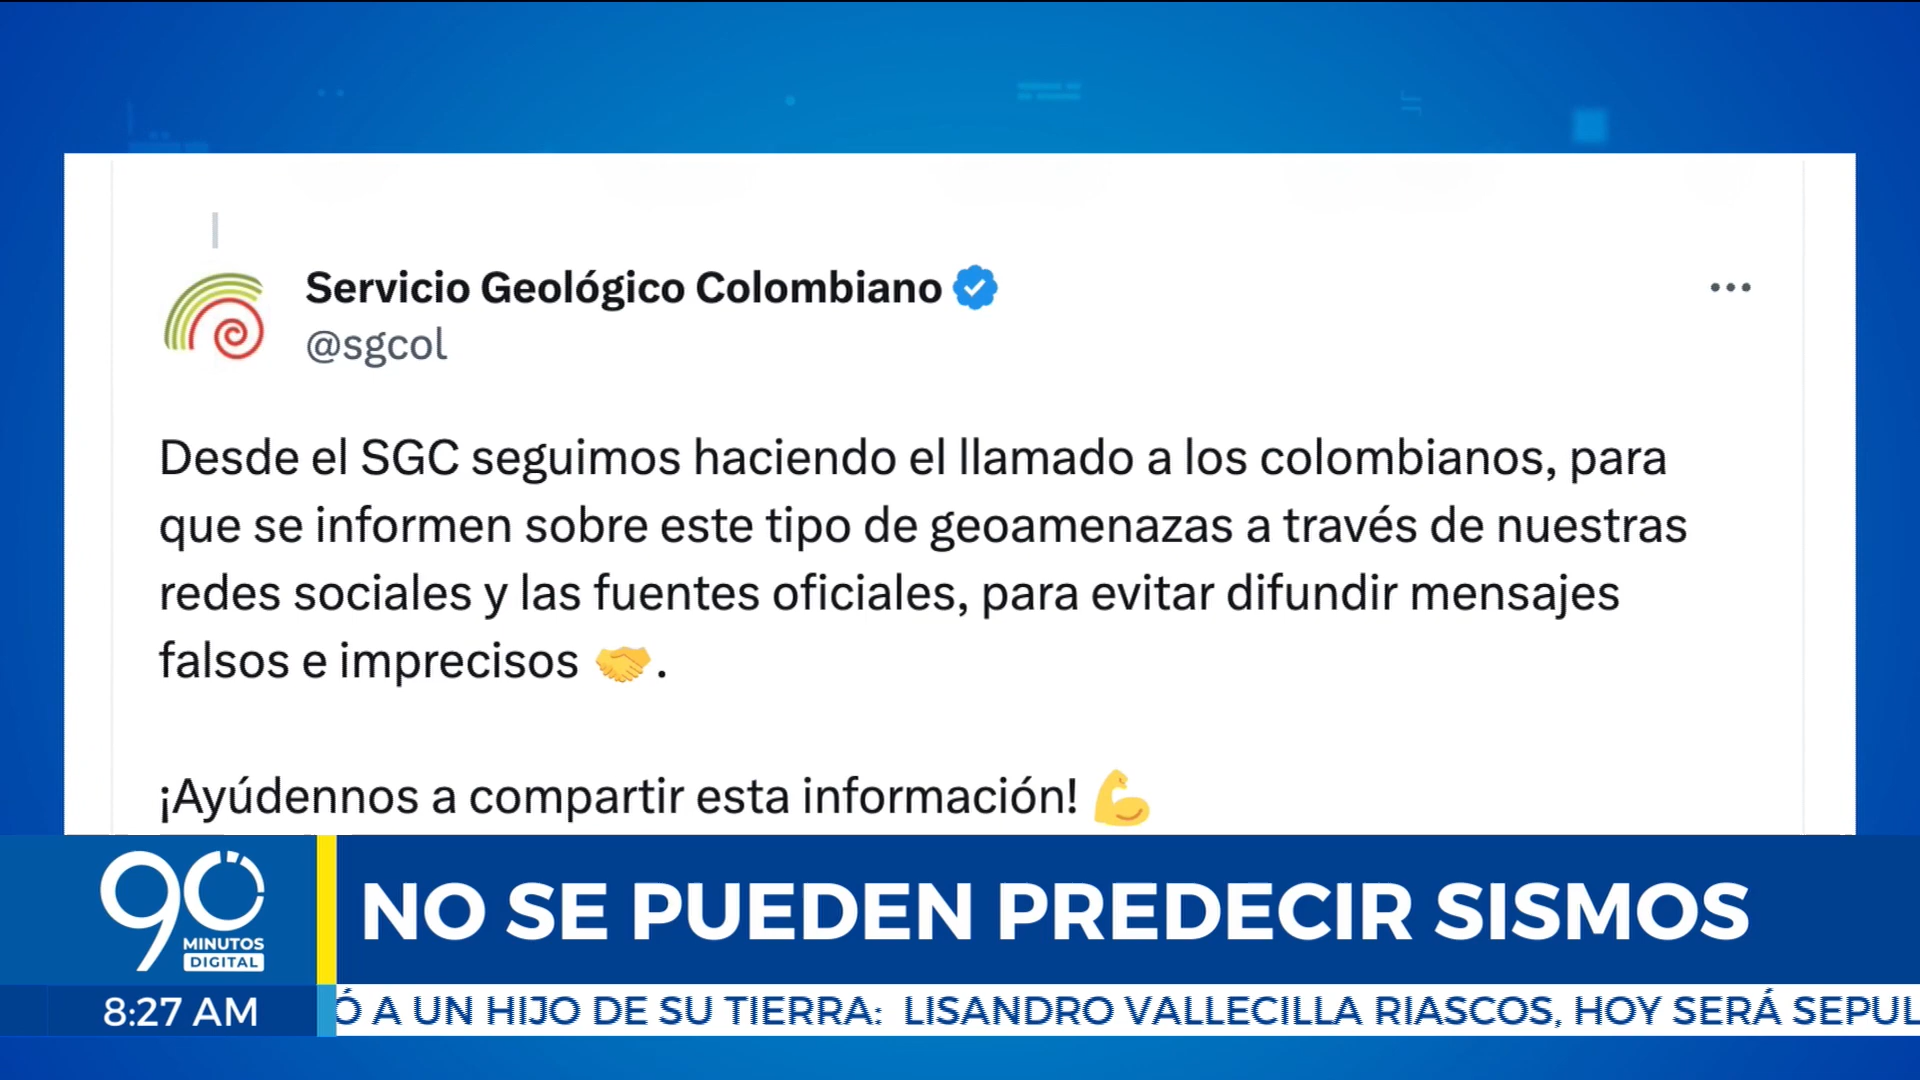 Servicio Geológico Colombiano
@sgcol
Desde el SGC seguimos haciendo el llamado a los colombianos, para
que se informen sobre este tipo de geoamenazas a través de nuestras
redes sociales y las fuentes oficiales, para evitar difundir mensajes
falsos e imprecisos 🤝.
¡Ayúdennos a compartir esta información! 💪
90
MINUTOS
DIGITAL
NO SE PUEDEN PREDECIR SISMOS
8:27 AM
Ó A UN HIJO DE SU TIERRA: LISANDRO VALLECILLA RIASCOS, HOY SERÁ SEPUL